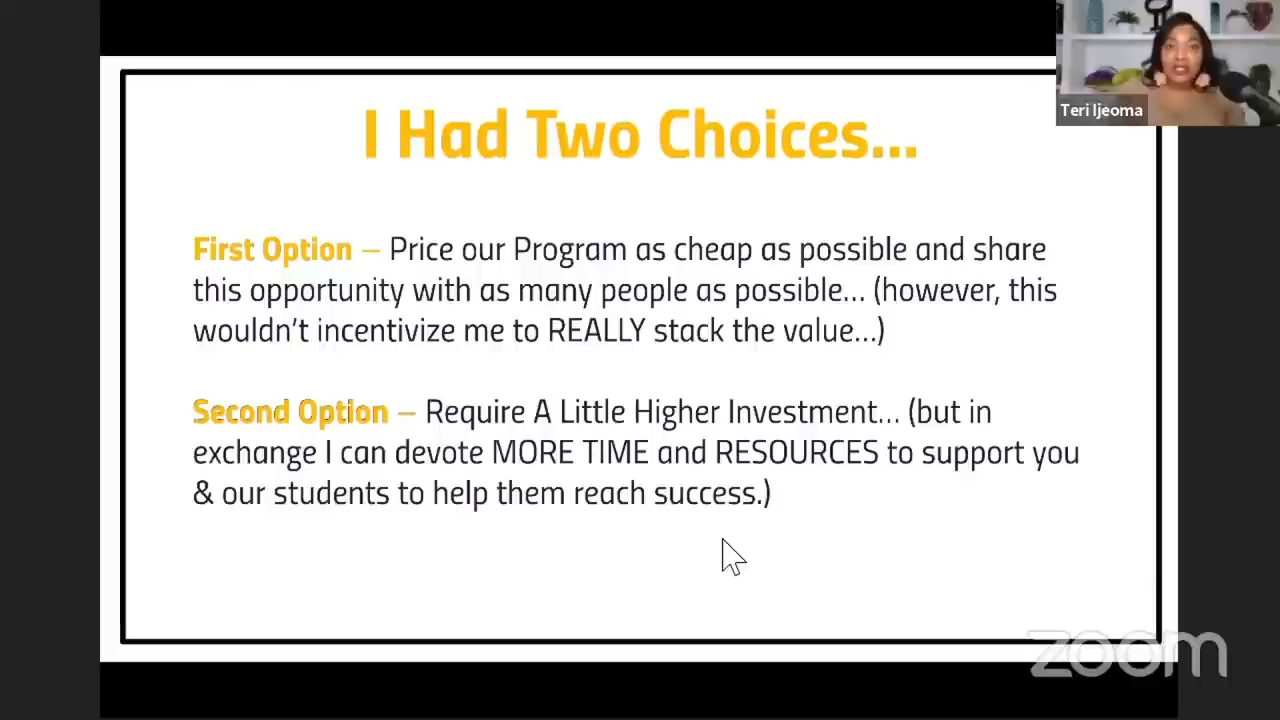 Teri Ijeoma
I Had Two Choices...
First Option – Price our Program as cheap as possible and share
this opportunity with as many people as possible... (however, this
wouldn't incentivize me to REALLY stack the value...)
Second Option – Require A Little Higher Investment... (but in
exchange I can devote MORE TIME and RESOURCES to support you
& our students to help them reach success.)
zoom